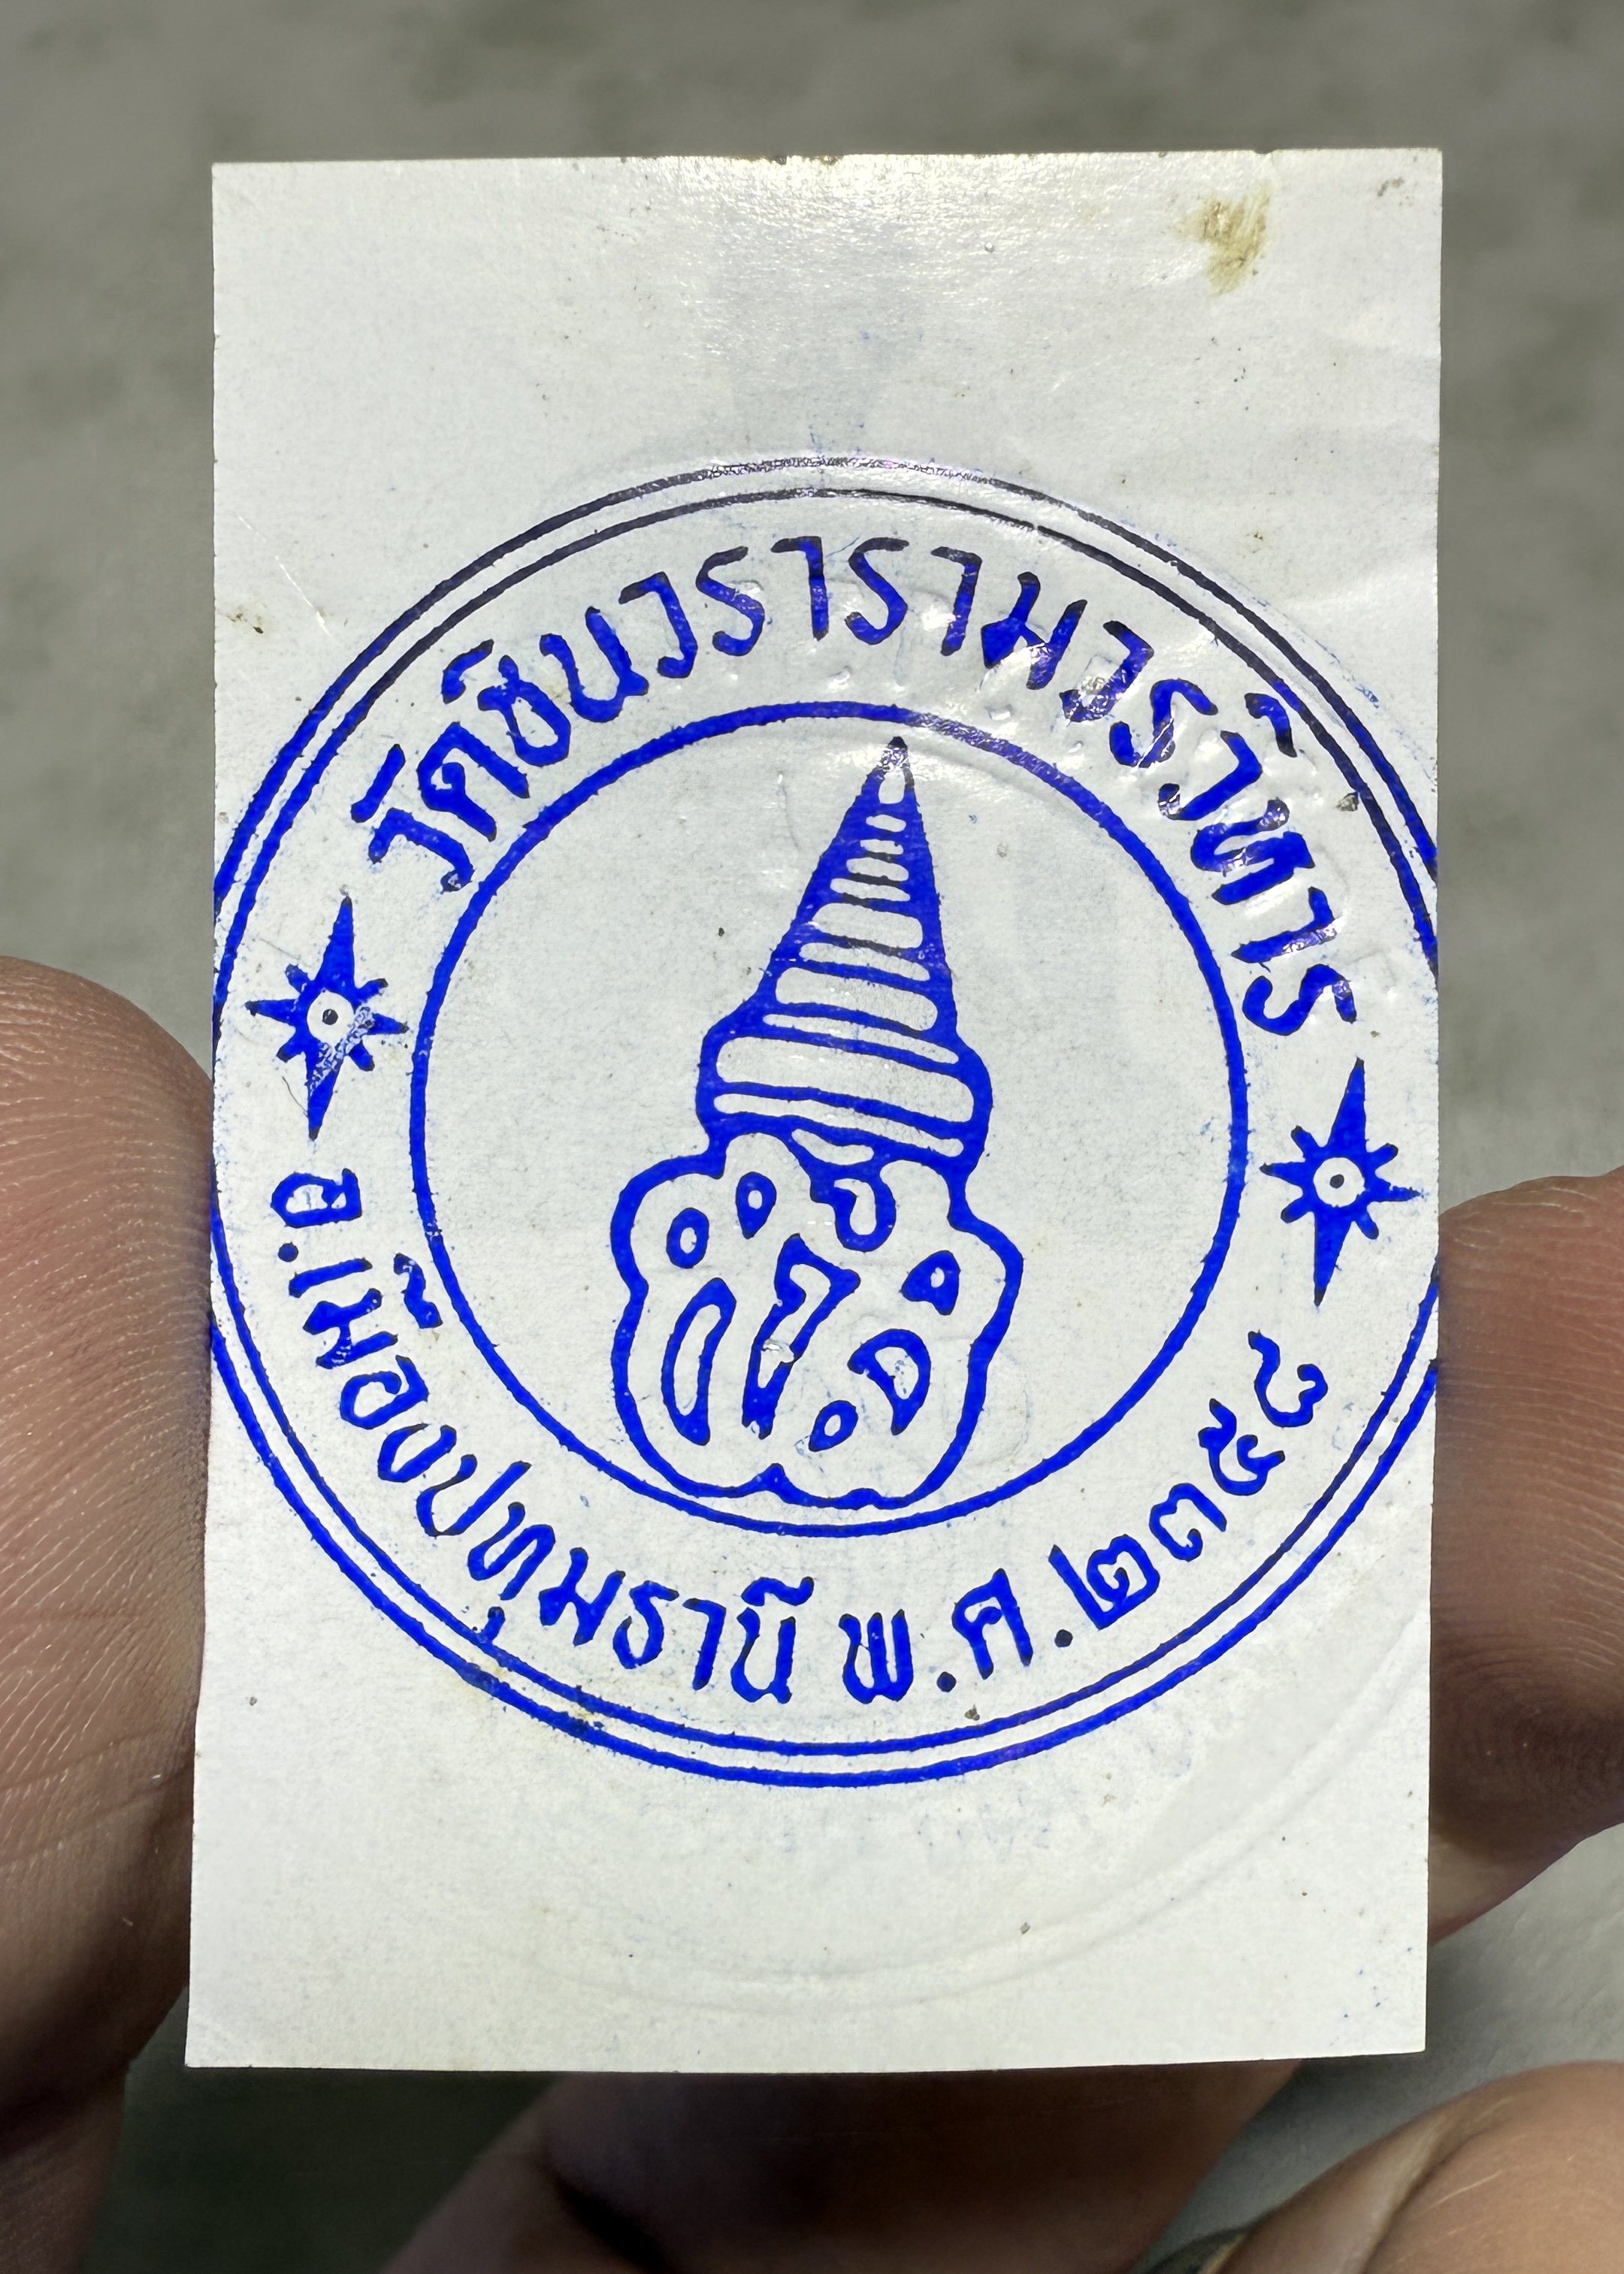 วัดชินวรารามวรวิหาร
อ.เมืองปทุมธานี พ.ศ.๒๓๕๘